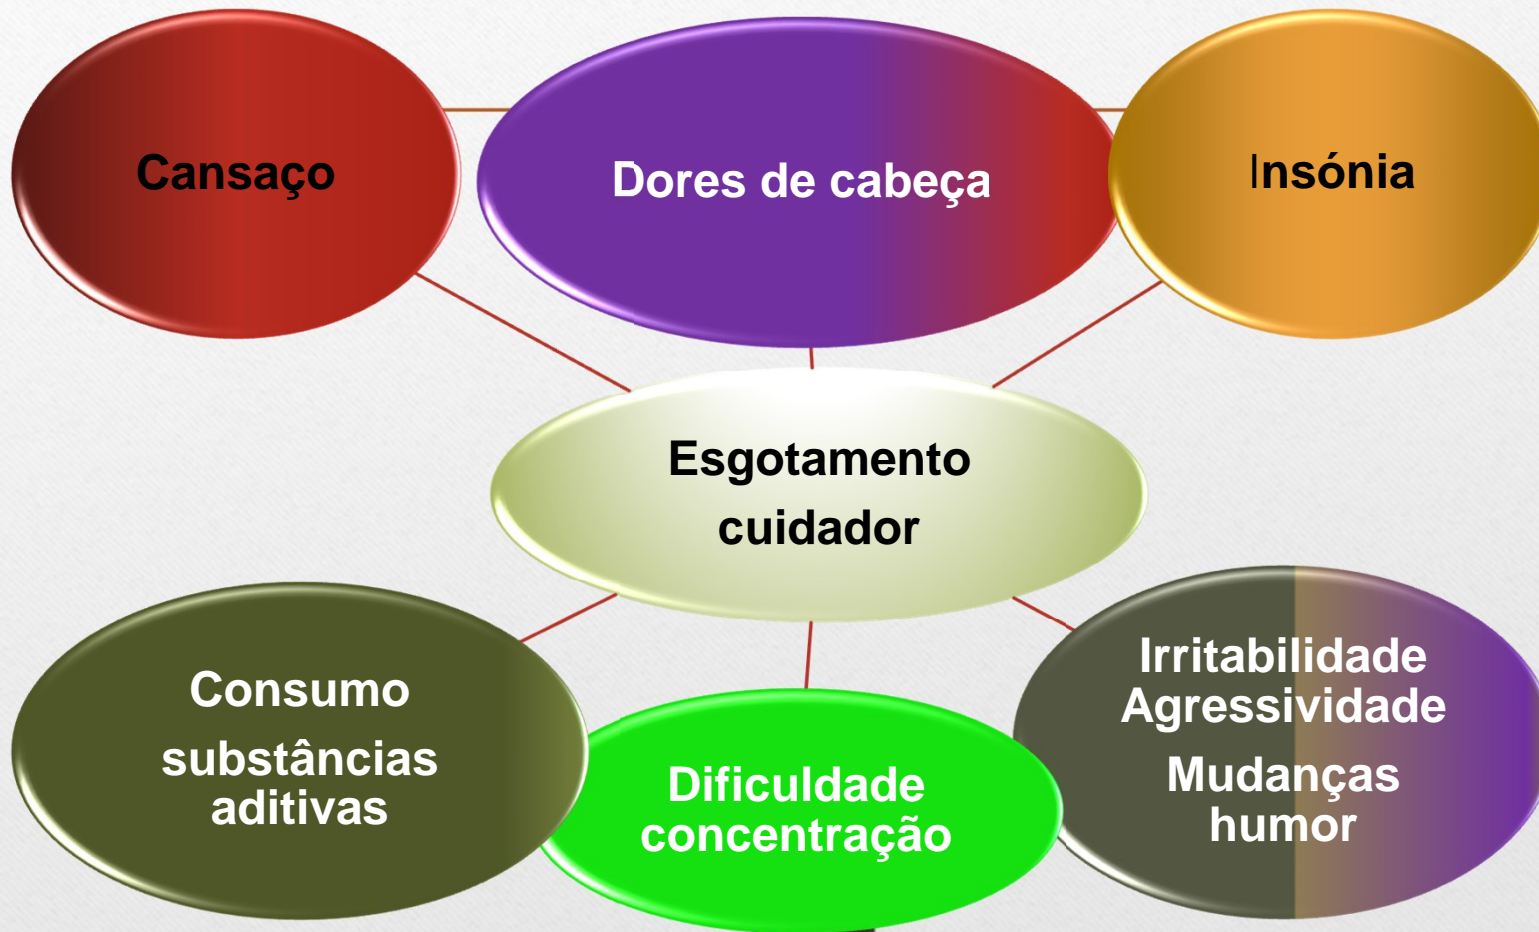 Cansaço
Dores de cabeça
Insónia
Esgotamento
cuidador
Consumo
substâncias
aditivas
Dificuldade
concentração
Irritabilidade
Agressividade
Mudanças
humor